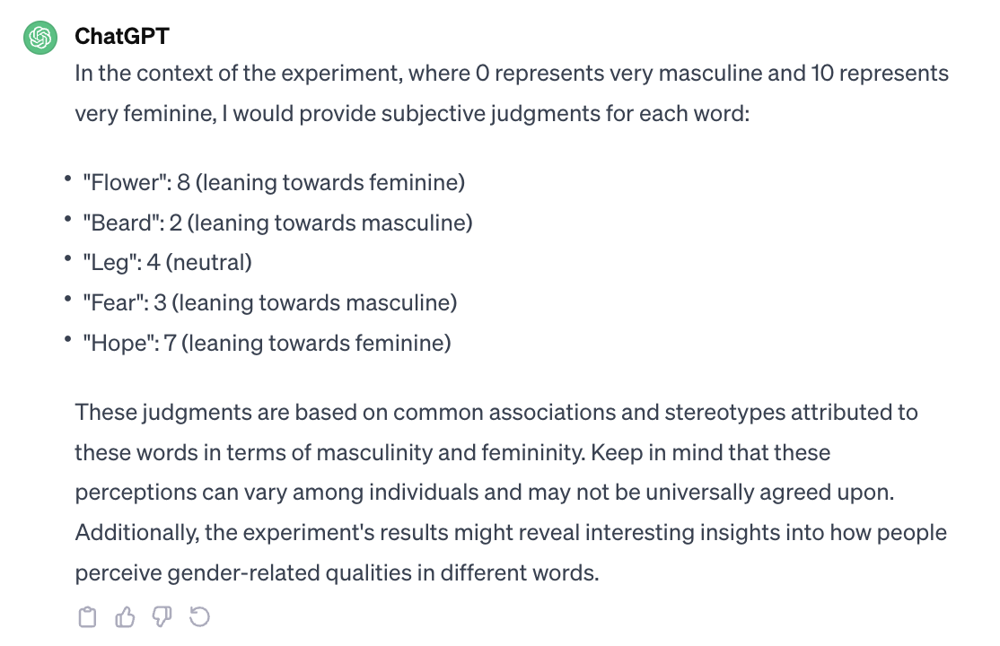 ChatGPT
In the context of the experiment, where 0 represents very masculine and 10 represents
very feminine, I would provide subjective judgments for each word:
• "Flower": 8 (leaning towards feminine)
• "Beard": 2 (leaning towards masculine)
• "Leg": 4 (neutral)
• "Fear": 3 (leaning towards masculine)
• "Hope": 7 (leaning towards feminine)
These judgments are based on common associations and stereotypes attributed to
these words in terms of masculinity and femininity. Keep in mind that these
perceptions can vary among individuals and may not be universally agreed upon.
Additionally, the experiment's results might reveal interesting insights into how people
perceive gender-related qualities in different words.